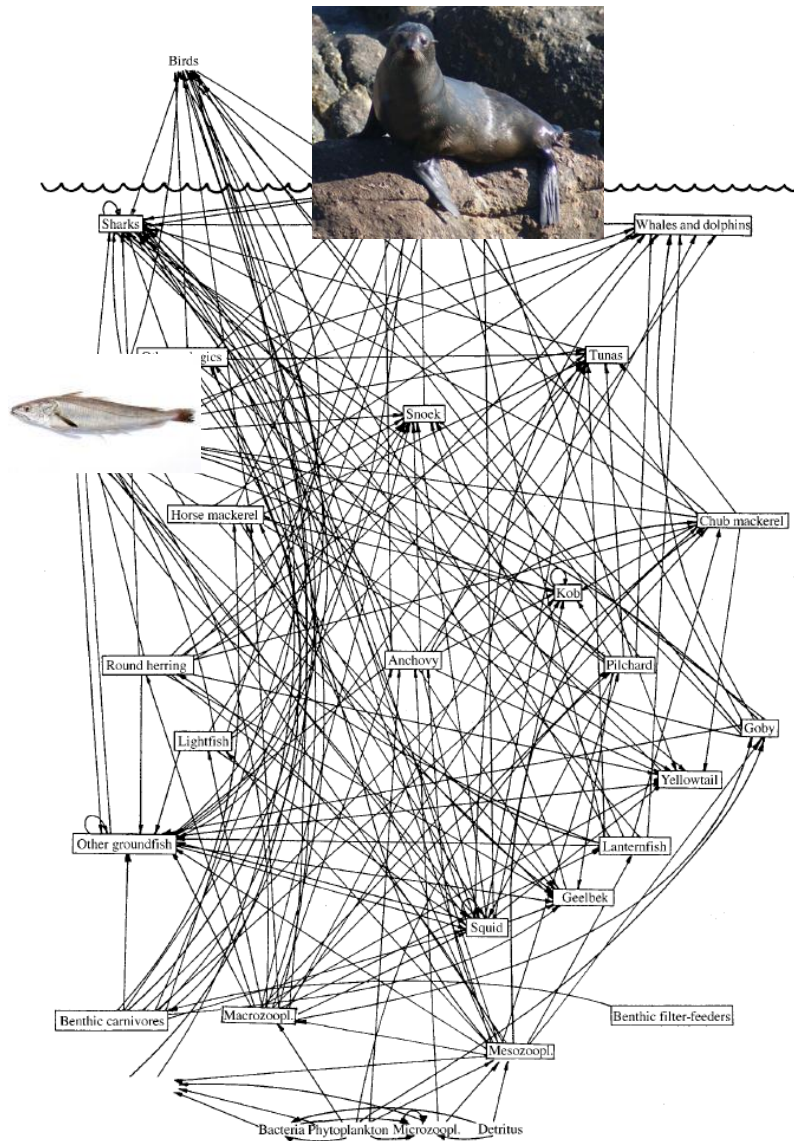 Birds
Sharks
Whales and dolphins
Tunas
Snoek
Horse mackerel
Chub mackerel
Kob
Round herring
Anchovy
Pilchard
Goby
Lightfish
Yellowtail
Other groundfish
Lanternfish
Geelbek
Squid
Benthic carnivores
Macrozoopl.
Benthic filter-feeders
Mesozoopl.
Bacteria Phytoplankton Microzoopl. Detritus